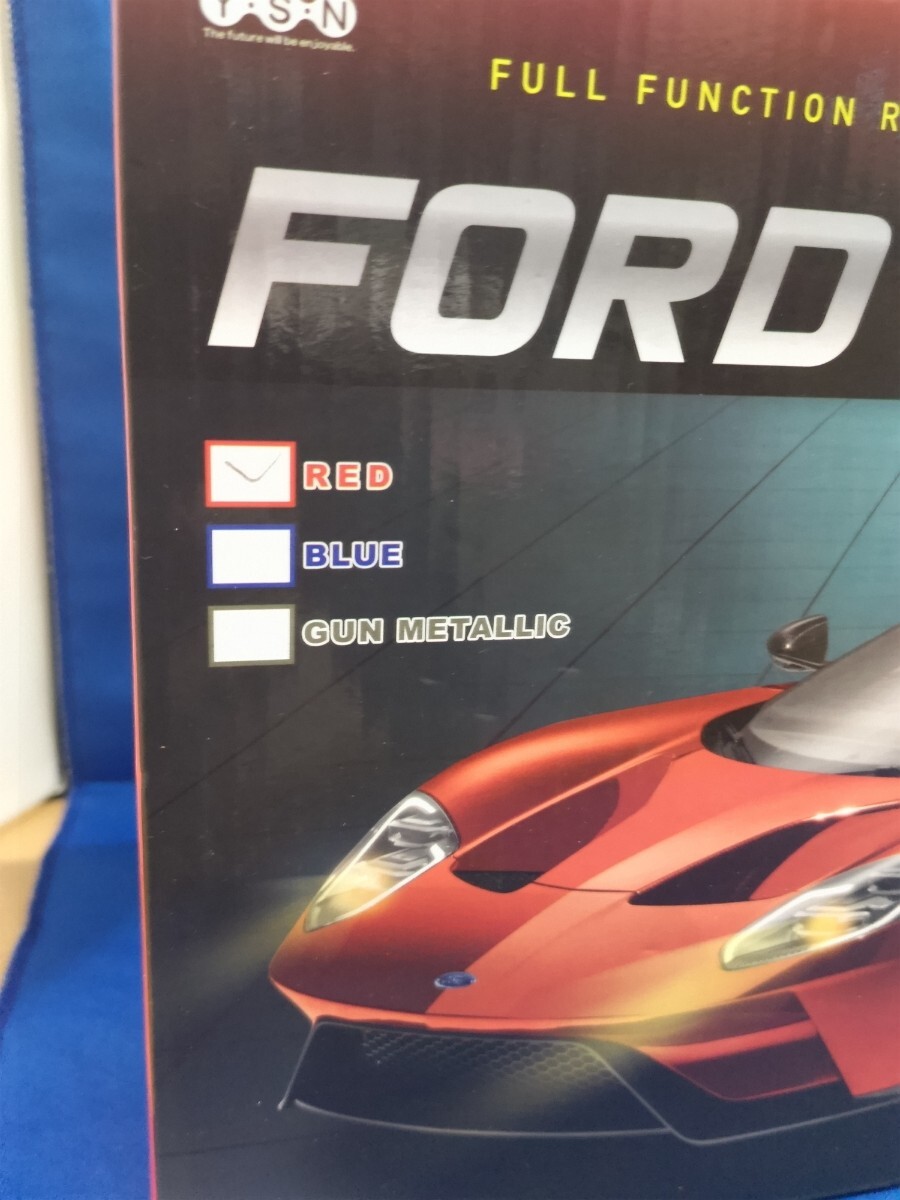 Y·S·N
The future will be enjoyable.
FULL FUNCTION R
FORD
RED
BLUE
GUN METALLIC